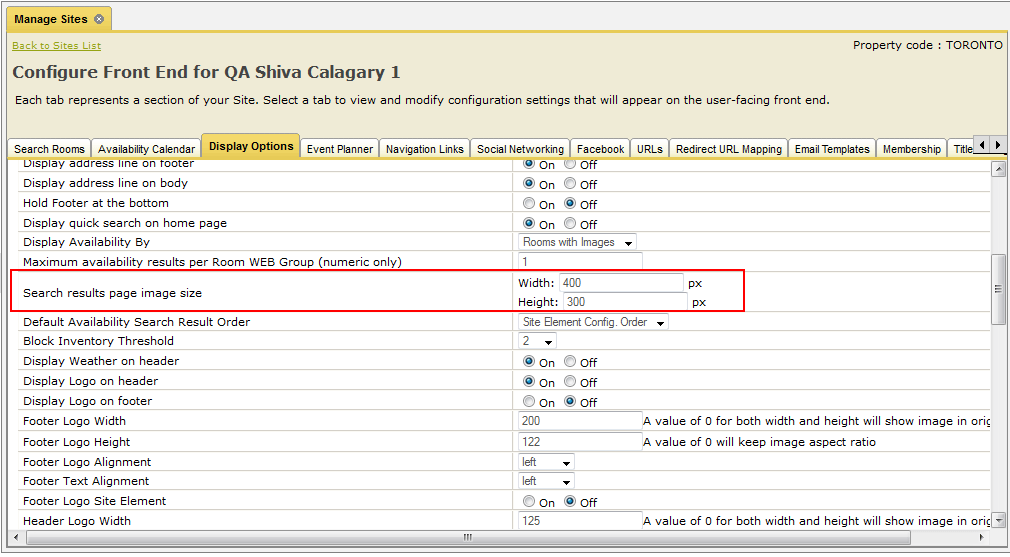 Manage Sites
Back to Sites List
Property code : TORONTO
Configure Front End for QA Shiva Calagary 1
Each tab represents a section of your Site. Select a tab to view and modify configuration settings that will appear on the user-facing front end.
Search Rooms Availability Calendar Display Options Event Planner Navigation Links Social Networking Facebook URLs Redirect URL Mapping Email Templates Membership Title
Display address line on footer On Off
Display address line on body On Off
Hold Footer at the bottom On Off
Display quick search on home page On Off
Display Availability By Rooms with Images
Maximum availability results per Room WEB Group (numeric only) 1
Search results page image size
Width: 400 px
Height: 300 px
Default Availability Search Result Order Site Element Config. Order
Block Inventory Threshold 2
Display Weather on header On Off
Display Logo on header On Off
Display Logo on footer On Off
Footer Logo Width 200 A value of 0 for both width and height will show image in orig
Footer Logo Height 122 A value of 0 will keep image aspect ratio
Footer Logo Alignment left
Footer Text Alignment left
Footer Logo Site Element On Off
Header Logo Width 125 A value of 0 for both width and height will show image in orig